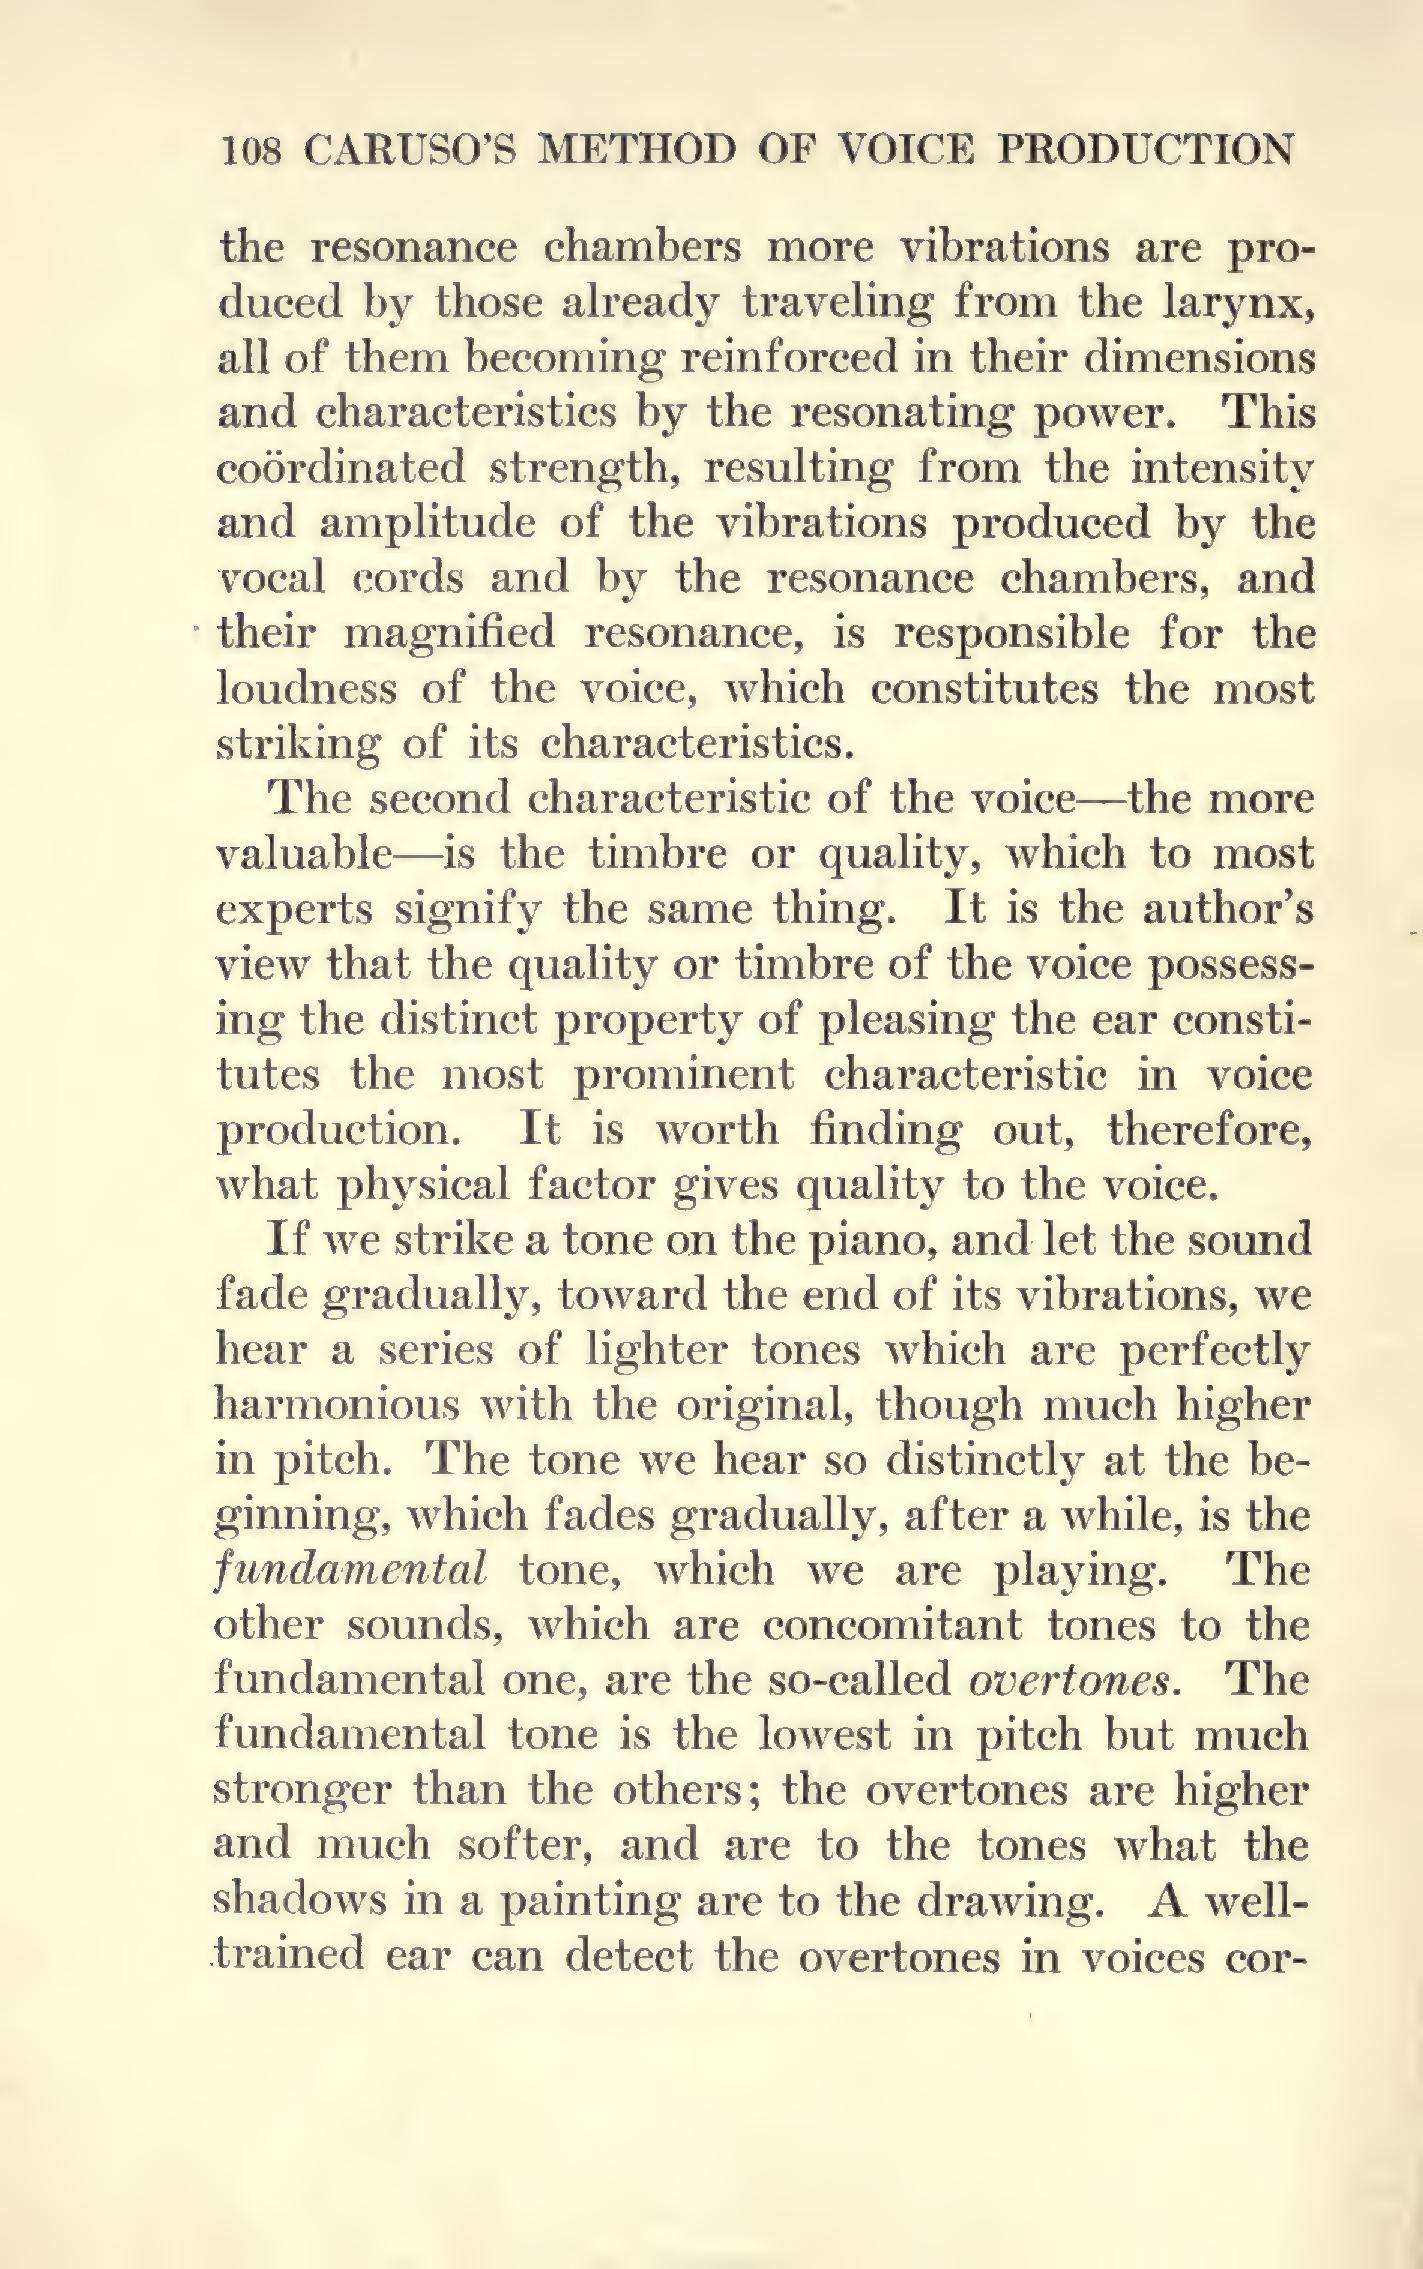 108 CARUSO'S METHOD OF VOICE PRODUCTION
the resonance chambers more vibrations are pro-
duced by those already traveling from the larynx,
all of them becoming reinforced in their dimensions
and characteristics by the resonating power. This
coördinated strength, resulting from the intensity
and amplitude of the vibrations produced by the
vocal cords and by the resonance chambers, and
their magnified resonance, is responsible for the
loudness of the voice, which constitutes the most
striking of its characteristics.
The second characteristic of the voice—the more
valuable—is the timbre or quality, which to most
experts signify the same thing. It is the author's
view that the quality or timbre of the voice possess-
ing the distinct property of pleasing the ear consti-
tutes the most prominent characteristic in voice
production. It is worth finding out, therefore,
what physical factor gives quality to the voice.
If we strike a tone on the piano, and let the sound
fade gradually, toward the end of its vibrations, we
hear a series of lighter tones which are perfectly
harmonious with the original, though much higher
in pitch. The tone we hear so distinctly at the be-
ginning, which fades gradually, after a while, is the
fundamental tone, which we are playing. The
other sounds, which are concomitant tones to the
fundamental one, are the so-called overtones. The
fundamental tone is the lowest in pitch but much
stronger than the others; the overtones are higher
and much softer, and are to the tones what the
shadows in a painting are to the drawing. A well-
trained ear can detect the overtones in voices cor-